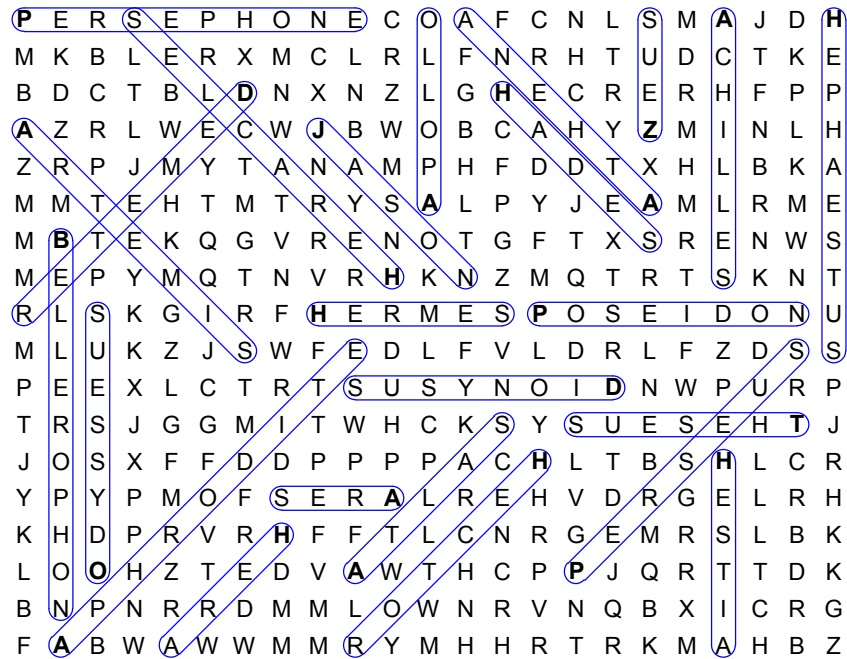 P E R S E P H O N E C O A F C N L S M A J D H
M K B L E R X M C L R L F N R H T U D C T K E
B D C T B L D N X N Z L G H E C R E R H F P P
A Z R L W E C W J B W O B C A H Y Z M I N L H
Z R P J M Y T A N A M P H F D D T X H L B K A
M M T E H T M T R Y S A L P Y J E A M L R M E
M B T E K Q G V R E N O T G F T X S R E N W S
M E P Y M Q T N V R H K N Z M Q T R T S K N T
R L S K G I R F H E R M E S P O S E I D O N U
M L U K Z J S W F E D L F V L D R L F Z D S S
P E E X L C T R T S U S Y N O I D N W P U R P
T R S J G G M I T W H C K S Y S U E S E H T J
J O S X F F D D P P P P A C H L T B S H L C R
Y P Y P M O F S E R A L R E H V D R G E L R H
K H D P R V R H F F T L C N R G E M R S L B K
L O O H Z T E D V A W T H C P P J Q R T T D K
B N P N R R D M M L O W N R V N Q B X I C R G
F A B W A W W M M R Y M H H R T R K M A H B Z